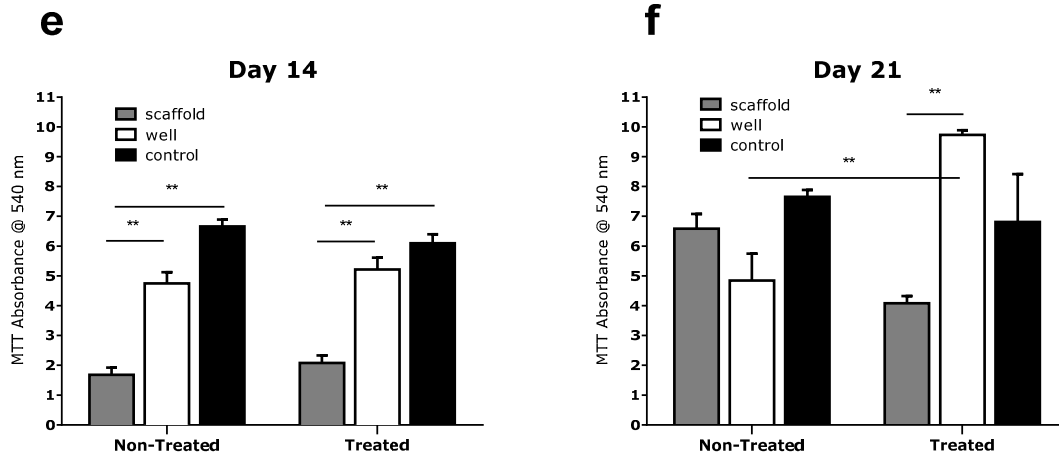 e
Day 14
MTT Absorbance @ 540 nm
11
10
9
8
7
6
5
4
3
2
1
0
scaffold
well
control
**
**
**
**
Non-Treated
Treated
f
Day 21
MTT Absorbance @ 540 nm
11
10
9
8
7
6
5
4
3
2
1
0
scaffold
well
control
**
**
Non-Treated
Treated